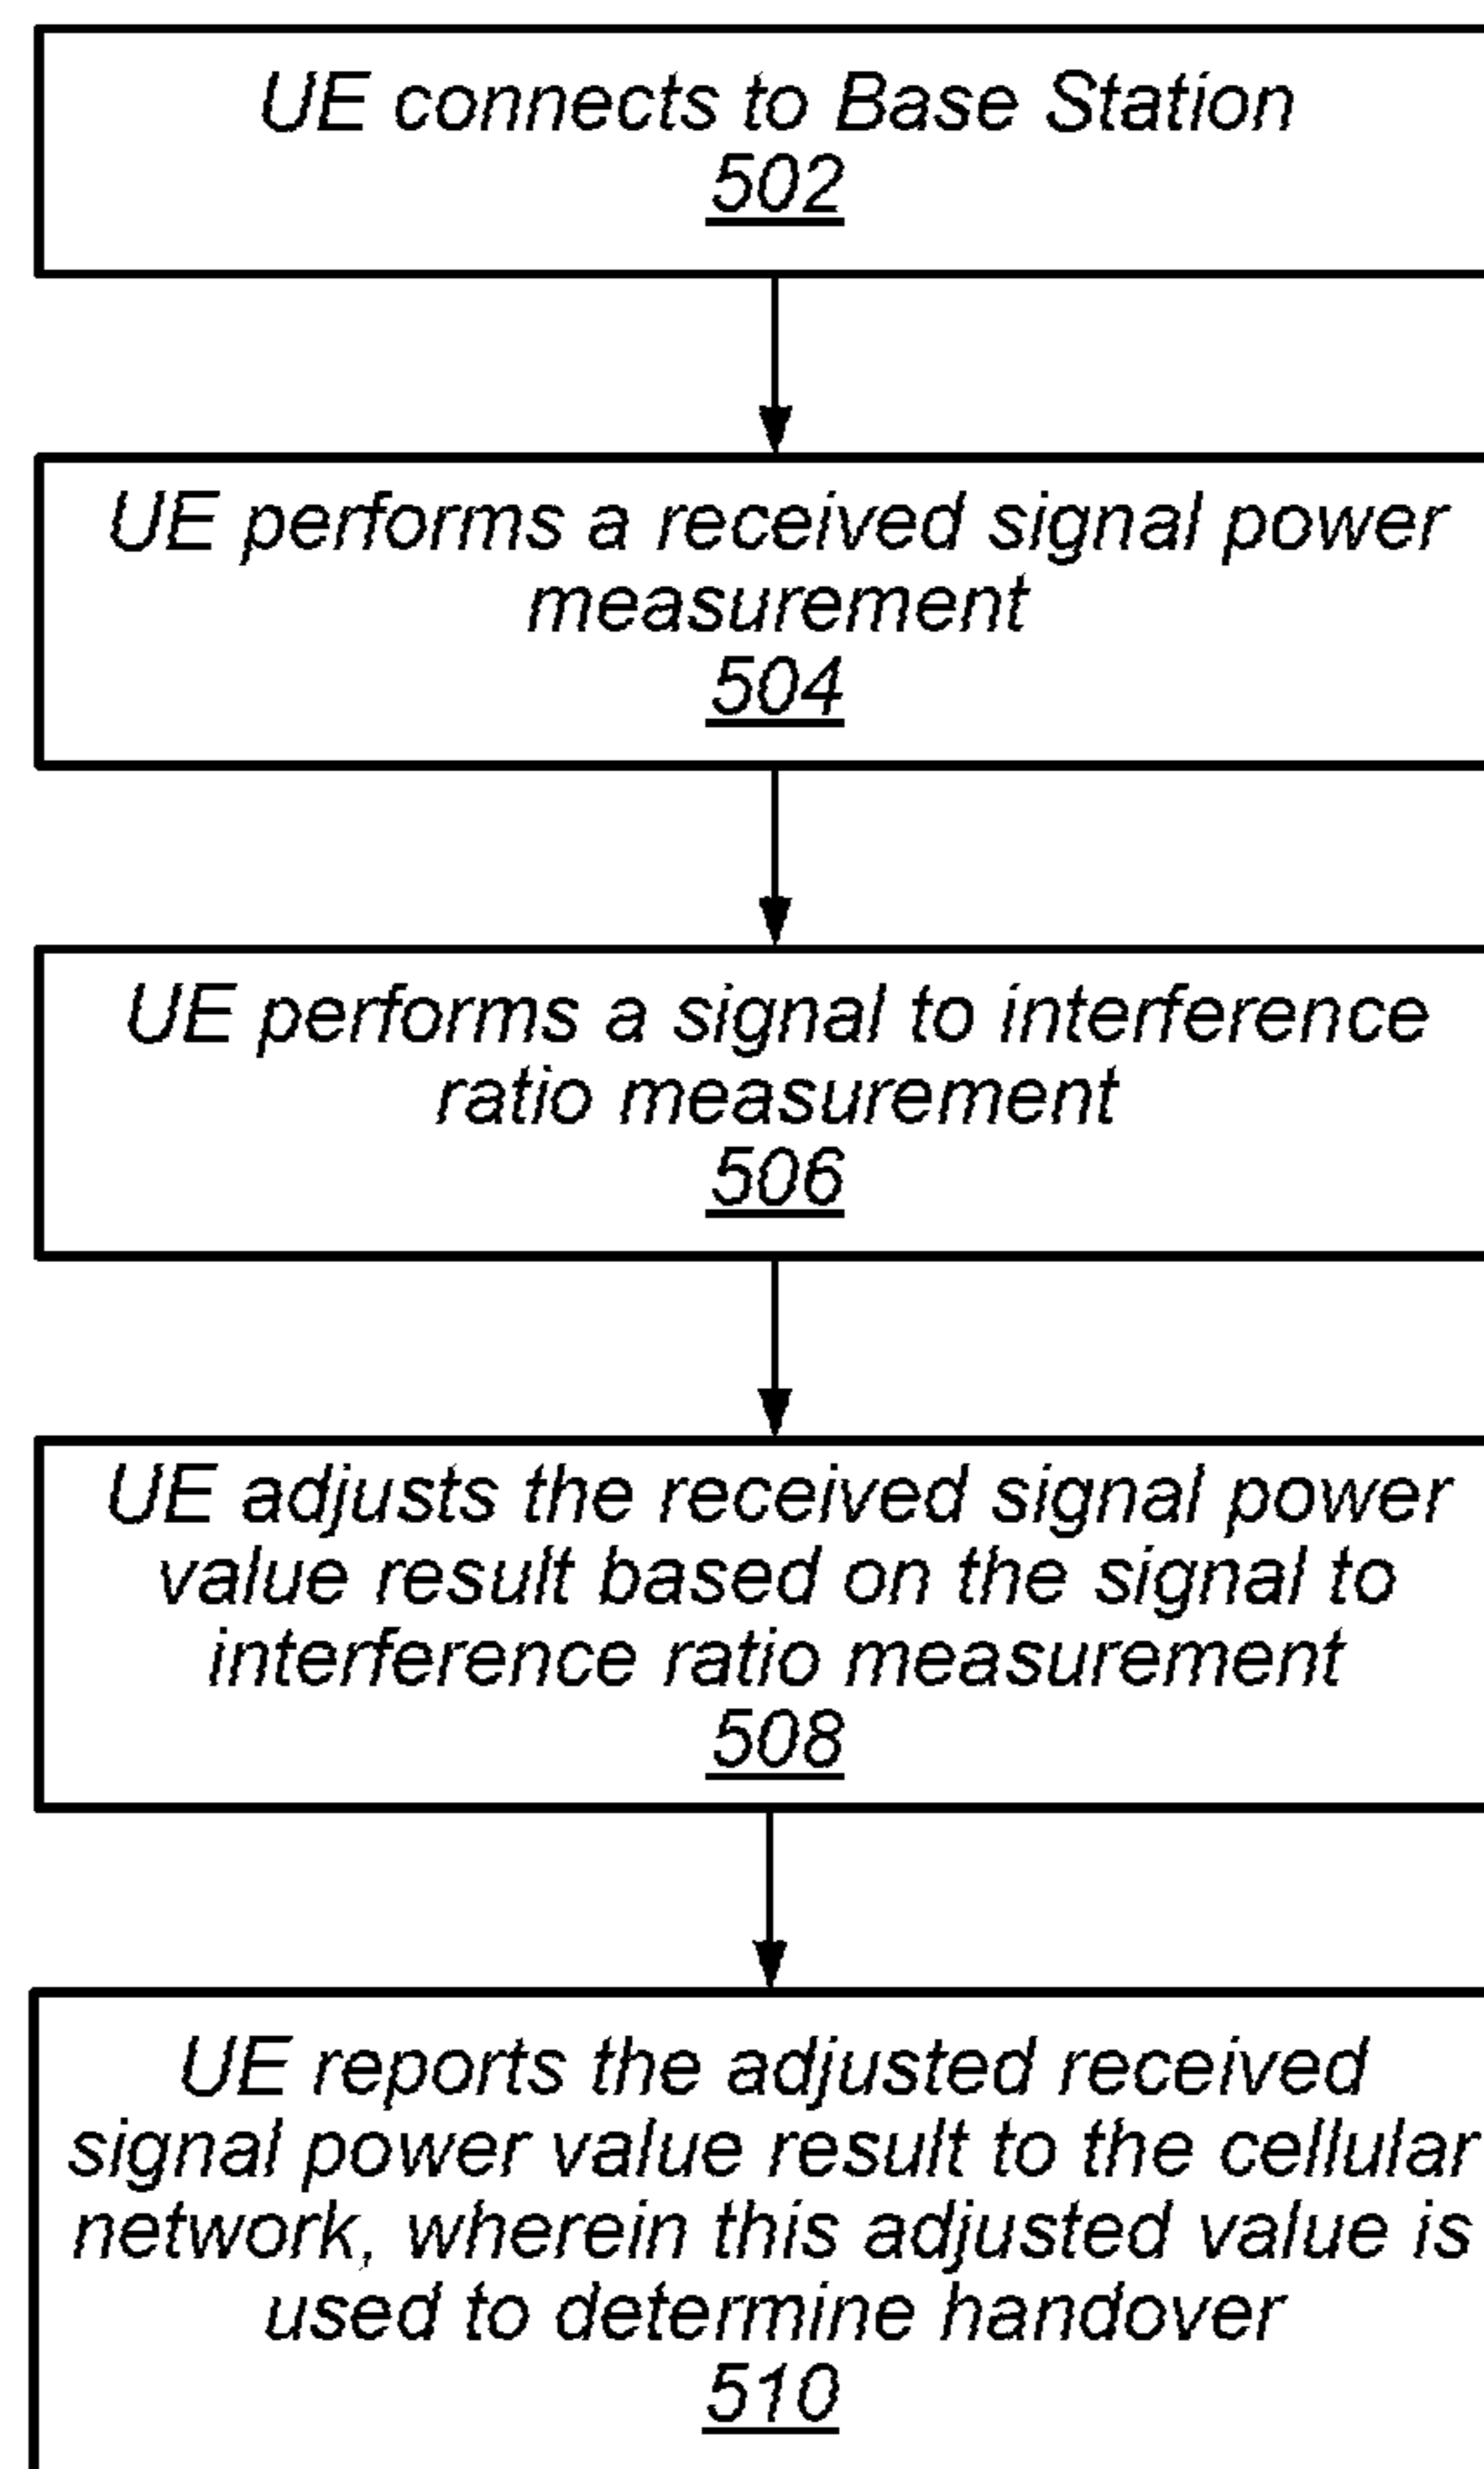 UE connects to Base Station
502
UE performs a received signal power
measurement
504
UE performs a signal to interference
ratio measurement
506
UE adjusts the received signal power
value result based on the signal to
interference ratio measurement
508
UE reports the adjusted received
signal power value result to the cellular
network, wherein this adjusted value is
used to determine handover
510